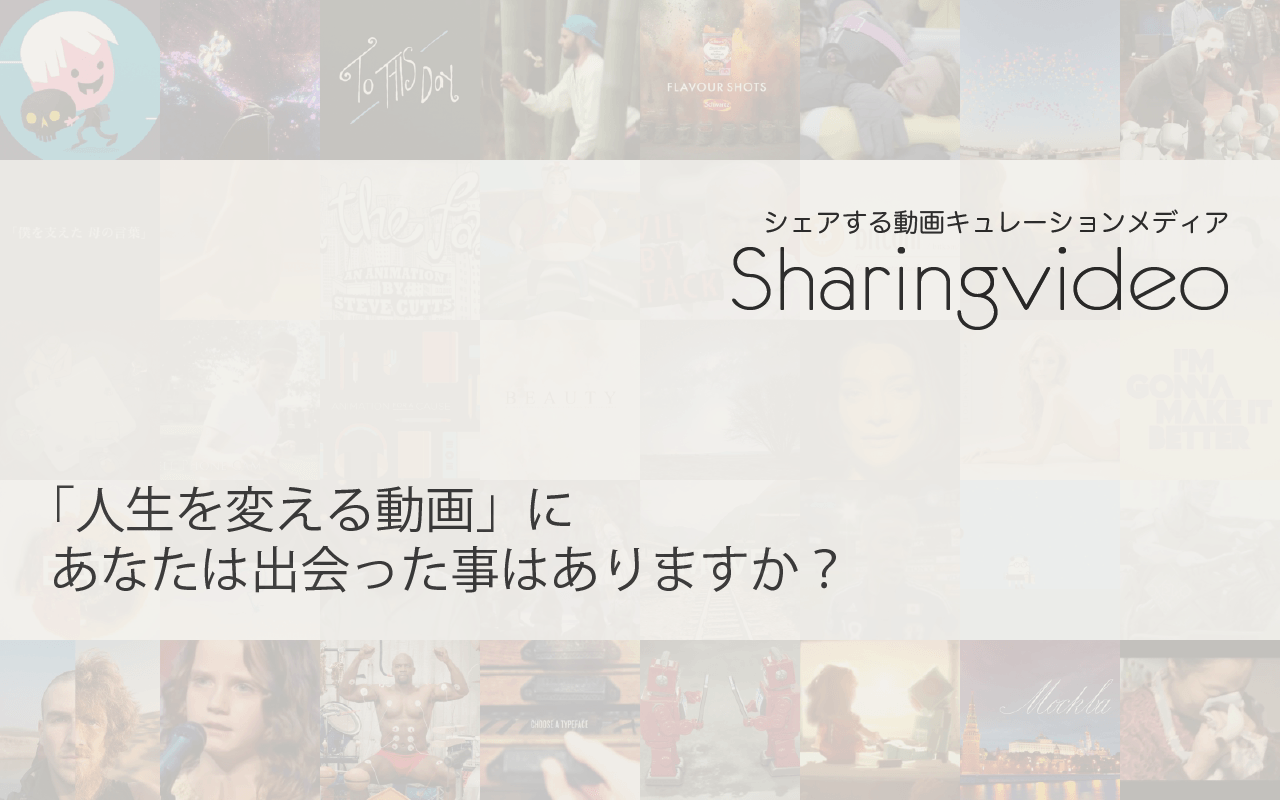 To THIS DAY
FLAVOUR SHOTS
シェアする動画キュレーションメディア
Sharingvideo
「僕を変えた 母の言葉」
the fa
AN ANIMATION
BY
STEVE CUTTS
BEAUTY
I'M
GONNA
MAKE IT
BETTER
「人生を変える動画」に
あなたは出会った事はありますか？
CHOOSE A TYPEFACE
Москва